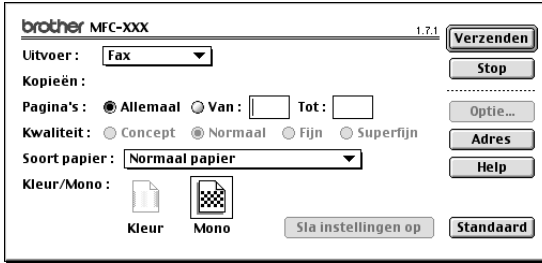 brother MFC-XXX 1.7.1 Verzenden
Uitvoer : Fax
Stop
Kopieën :
Pagina's : Allemaal Van : Tot : Optie...
Kwaliteit : Concept Normaal Fijn Superfijn Adres
Soort papier : Normaal papier
Help
Kleur/Mono :
Kleur Mono Sla instellingen op Standaard